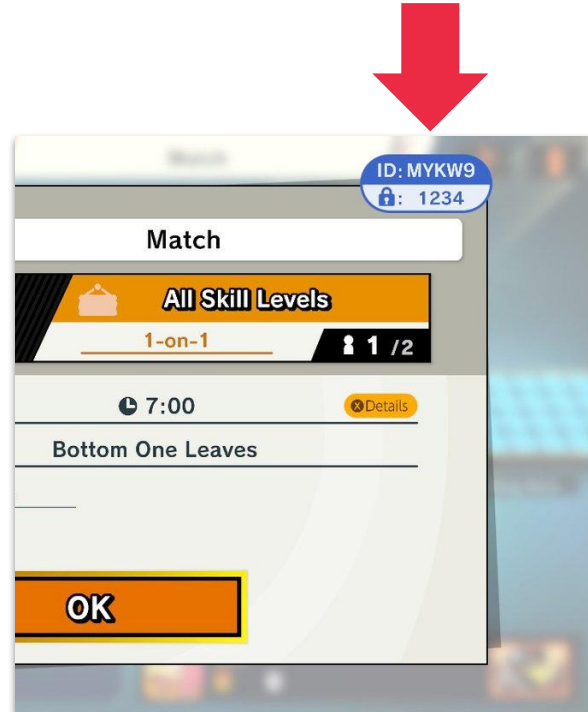 ID: MYKW9
: 1234
Match
All Skill Levels
1-on-1
1 /2
7:00
X Details
Bottom One Leaves
OK